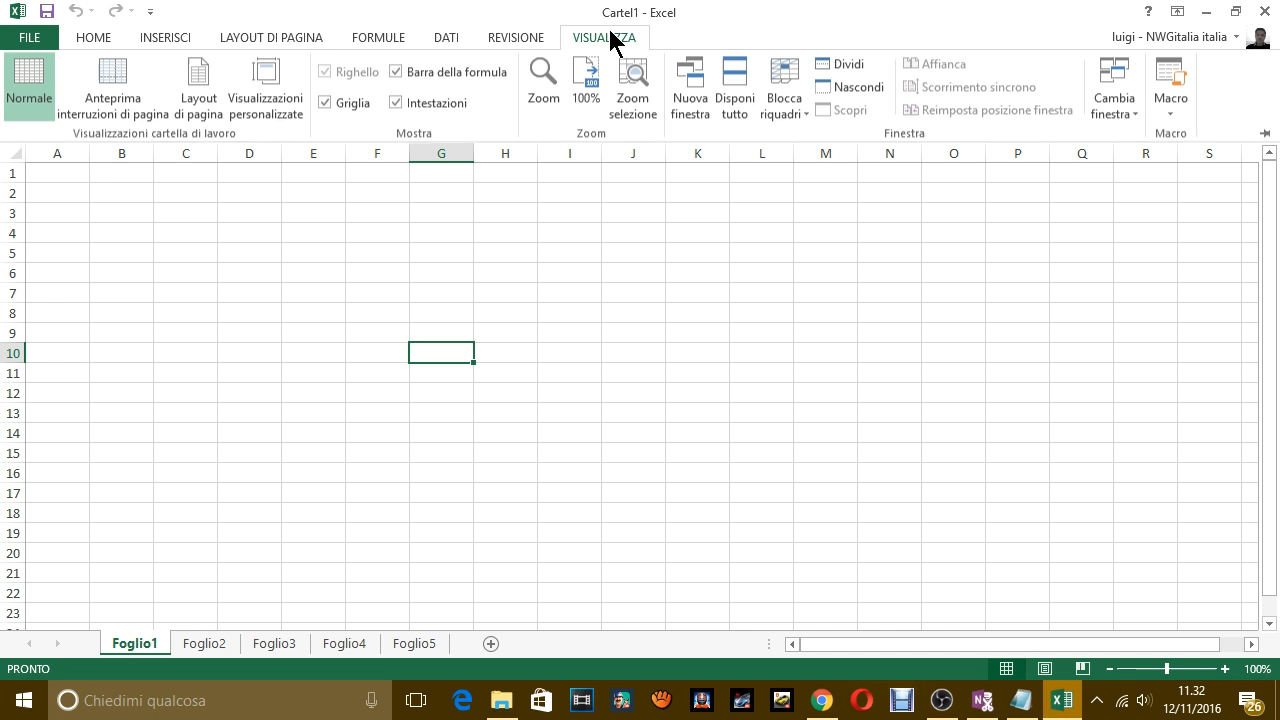 Cartel1 - Excel
FILE HOME INSERISCI LAYOUT DI PAGINA FORMULE DATI REVISIONE VISUALIZZA luigi - NWGitalia italia
Normale
Anteprima
interruzioni di pagina
Layout
di pagina
Visualizzazioni
personalizzate
Visualizzazioni cartella di lavoro
Righello
Barra della formula
Griglia
Intestazioni
Mostra
Zoom
100
100%
Zoom
selezione
Zoom
Nuova
finestra
Disponi
tutto
Blocca
riquadri
Dividi
Nascondi
Scopri
Affianca
Scorrimento sincrono
Reimposta posizione finestra
Cambia
finestra
Finestra
Macro
Macro
A B C D E F G H I J K L M N O P Q R S
1
2
3
4
5
6
7
8
9
10
11
12
13
14
15
16
17
18
19
20
21
22
23
Foglio1 Foglio2 Foglio3 Foglio4 Foglio5
PRONTO
100%
Chiedimi qualcosa
11.32
12/11/2016
26